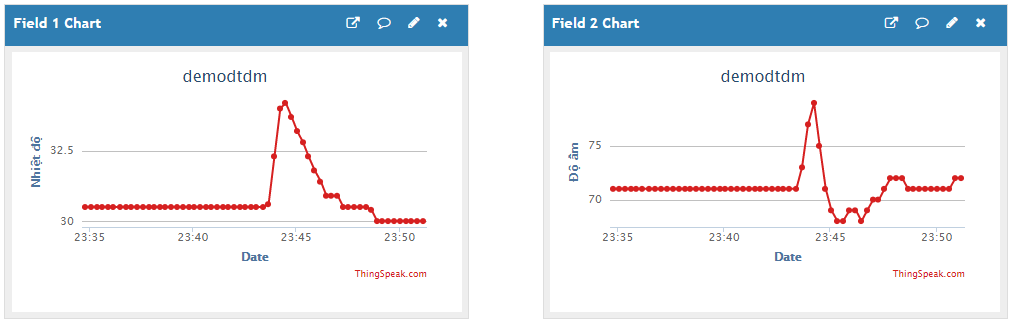 Field 1 Chart
demodtdm
Nhiệt độ
32.5
30
23:35 23:40 23:45 23:50
Date
ThingSpeak.com
Field 2 Chart
demodtdm
Độ âm
75
70
23:35 23:40 23:45 23:50
Date
ThingSpeak.com